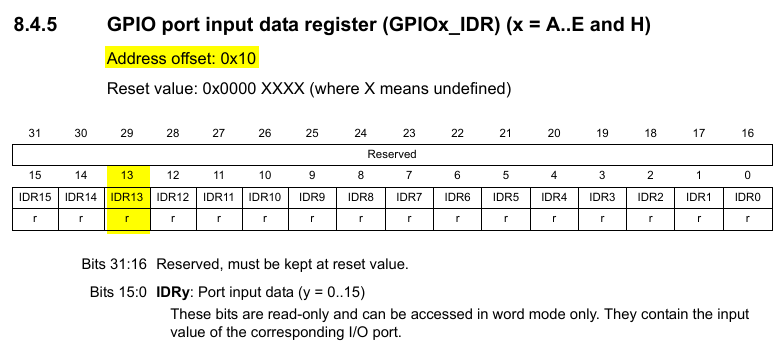 8.4.5 GPIO port input data register (GPIOx_IDR) (x = A..E and H)
Address offset: 0x10
Reset value: 0x0000 XXXX (where X means undefined)
31 30 29 28 27 26 25 24 23 22 21 20 19 18 17 16
Reserved
15 14 13 12 11 10 9 8 7 6 5 4 3 2 1 0
IDR15 IDR14 IDR13 IDR12 IDR11 IDR10 IDR9 IDR8 IDR7 IDR6 IDR5 IDR4 IDR3 IDR2 IDR1 IDR0
r r r r r r r r r r r r r r r r
Bits 31:16 Reserved, must be kept at reset value.
Bits 15:0 IDRy: Port input data (y = 0..15)
These bits are read-only and can be accessed in word mode only. They contain the input
value of the corresponding I/O port.